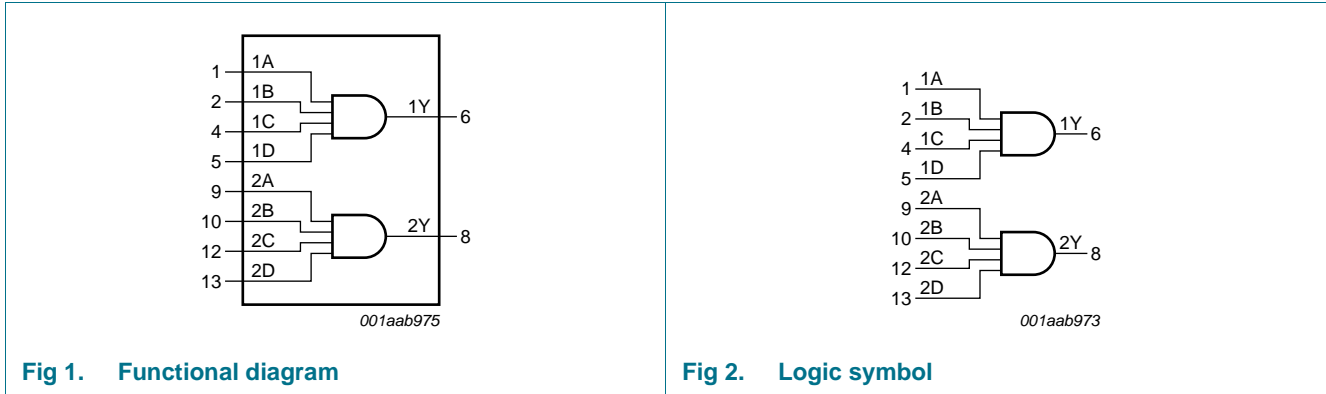 1 1A
2 1B
4 1C
5 1D
1Y 6
9 2A
10 2B
12 2C
13 2D
2Y 8
001aab975
Fig 1. Functional diagram
1 1A
2 1B
4 1C
5 1D
1Y 6
9 2A
10 2B
12 2C
13 2D
2Y 8
001aab973
Fig 2. Logic symbol